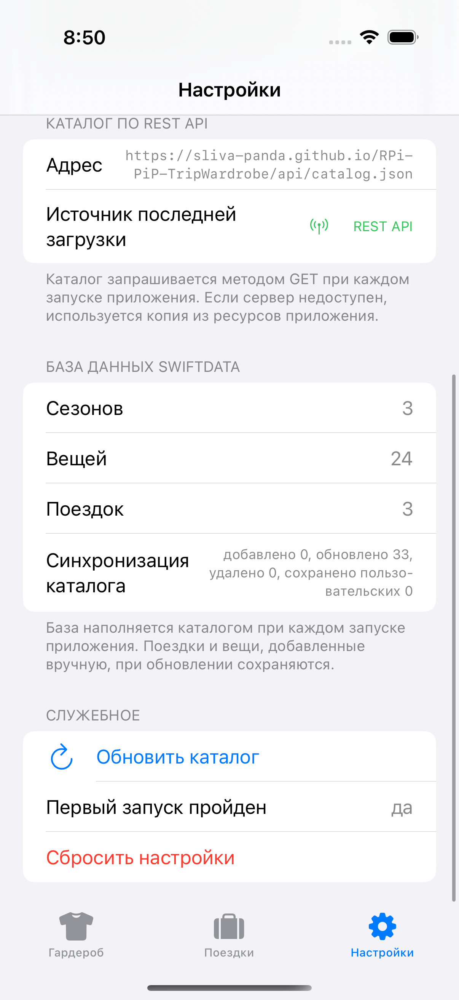 8:50
Настройки
КАТАЛОГ ПО REST API
Адрес
https://sliva-panda.github.io/RPi-
PiP-TripWardrobe/api/catalog.json
Источник последней
загрузки
REST API
Каталог запрашивается методом GET при каждом
запуске приложения. Если сервер недоступен,
используется копия из ресурсов приложения.
БАЗА ДАННЫХ SWIFTDATA
Сезонов 3
Вещей 24
Поездок 3
Синхронизация
каталога
добавлено 0, обновлено 33,
удалено 0, сохранено пользо-
вательских 0
База наполняется каталогом при каждом запуске
приложения. Поездки и вещи, добавленные
вручную, при обновлении сохраняются.
СЛУЖЕБНОЕ
Обновить каталог
Первый запуск пройден да
Сбросить настройки
Гардероб Поездки Настройки